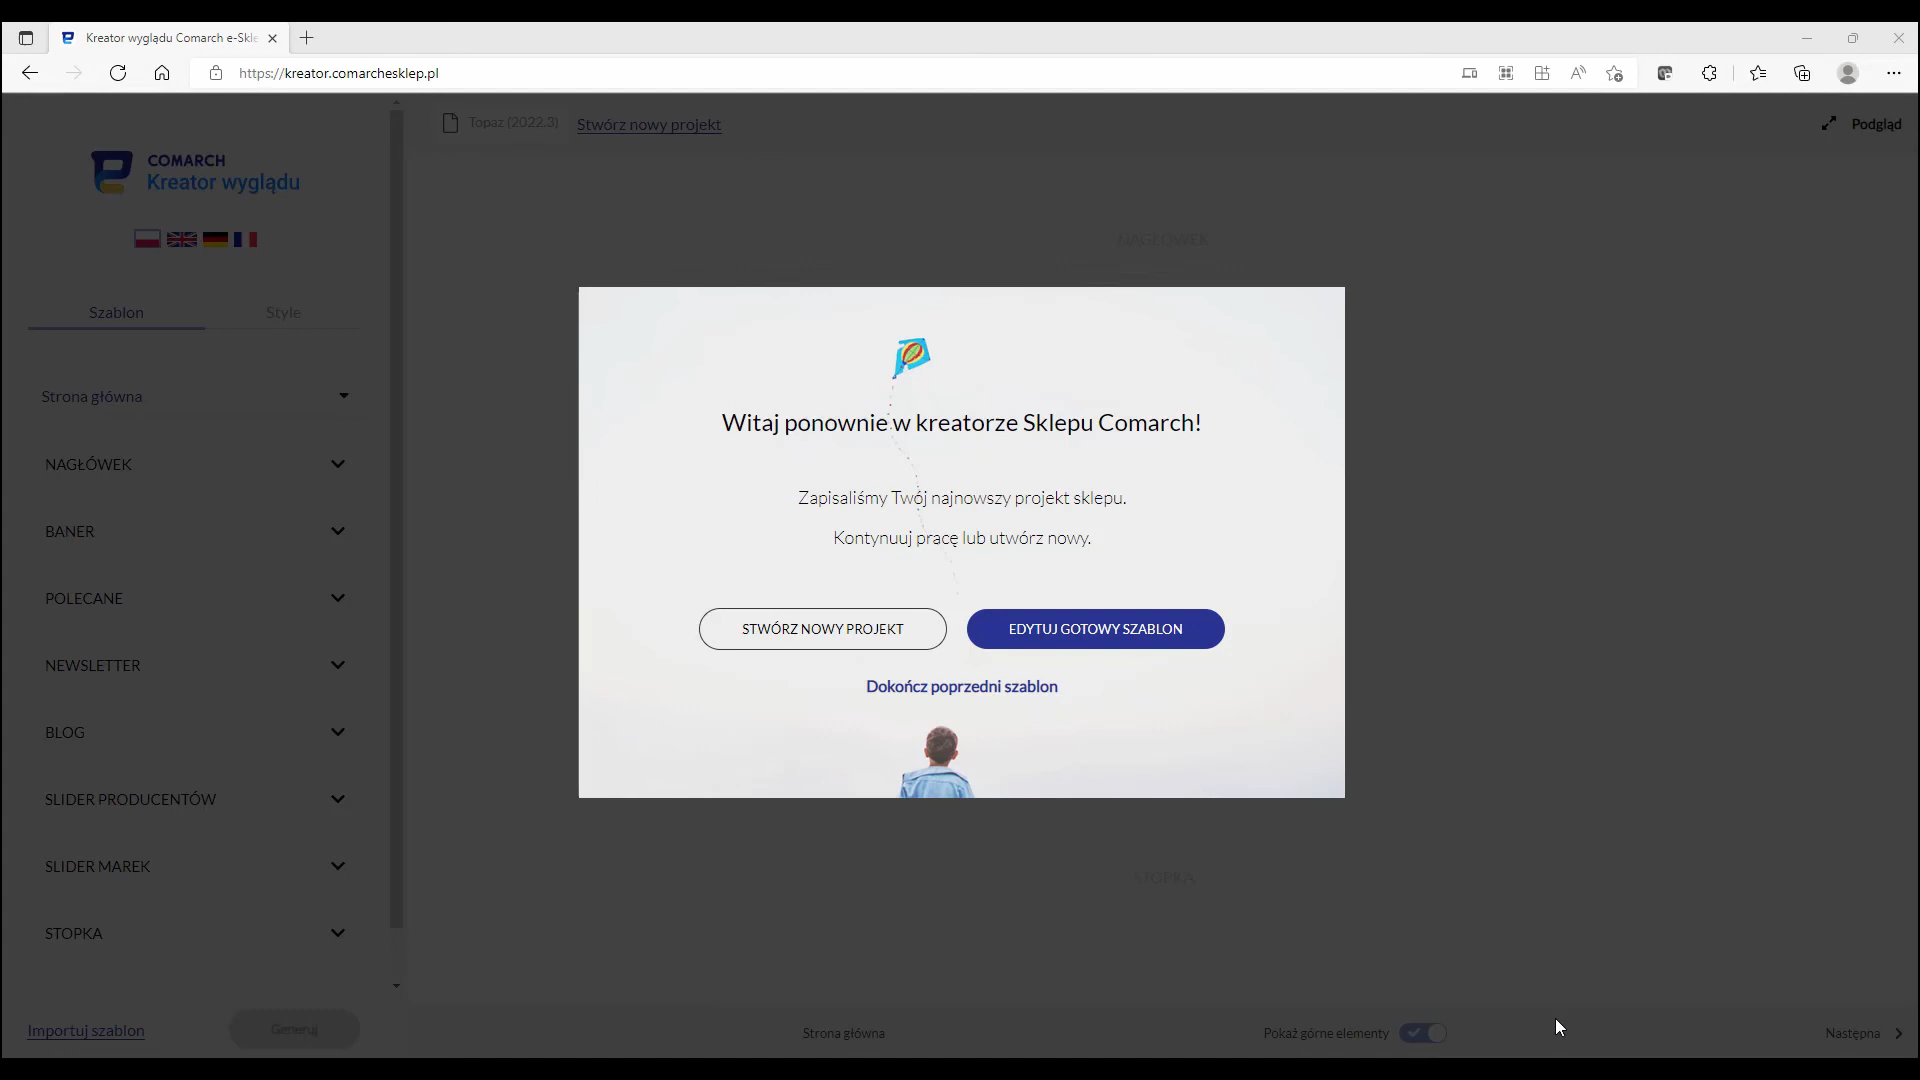 Kreator wyglądu Comarch e-Skle
https://kreator.comarchesklep.pl
COMARCH
Kreator wyglądu
Topaz (2022.3)
Stwórz nowy projekt
Podgląd
Szablon
Style
Strona główna
NAGŁÓWEK
BANER
POLECANE
NEWSLETTER
BLOG
SLIDER PRODUCENTÓW
SLIDER MAREK
STOPKA
Importuj szablon
Generuj
NAGŁÓWEK
Witaj ponownie w kreatorze Sklepu Comarch!
Zapisaliśmy Twój najnowszy projekt sklepu.
Kontynuuj pracę lub utwórz nowy.
STWÓRZ NOWY PROJEKT
EDYTUJ GOTOWY SZABLON
Dokończ poprzedni szablon
STOPKA
Strona główna
Pokaż górne elementy
Następna